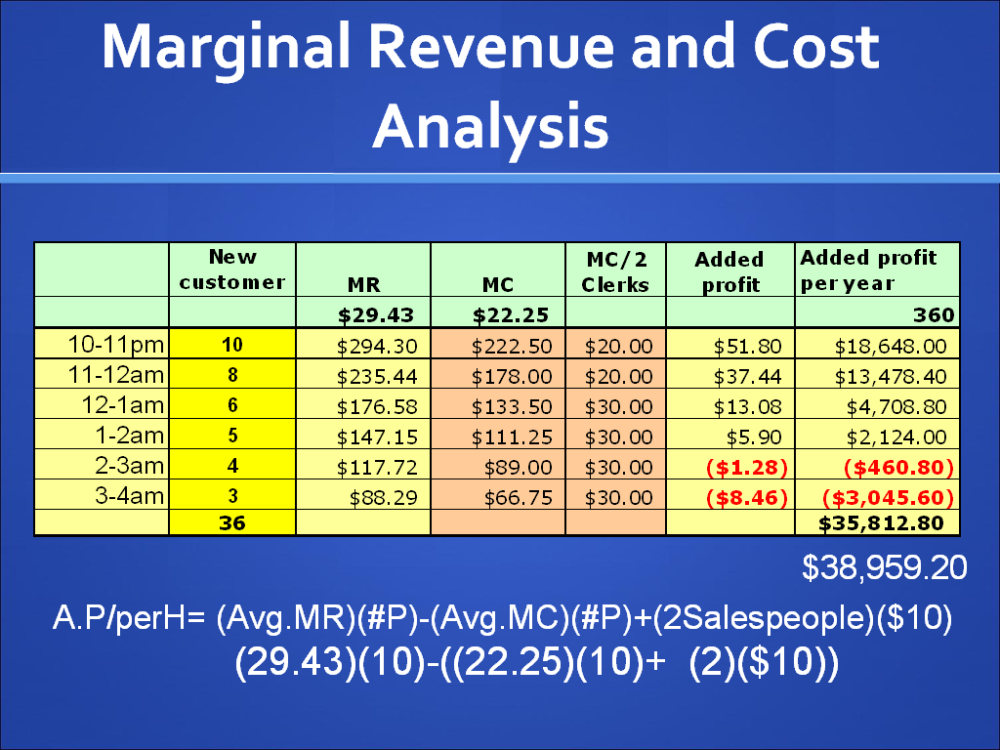 Marginal Revenue and Cost
Analysis
New customer MR MC MC/2 Clerks Added profit Added profit per year
$29.43 $22.25 360
10-11pm 10 $294.30 $222.50 $20.00 $51.80 $18,648.00
11-12am 8 $235.44 $178.00 $20.00 $37.44 $13,478.40
12-1am 6 $176.58 $133.50 $30.00 $13.08 $4,708.80
1-2am 5 $147.15 $111.25 $30.00 $5.90 $2,124.00
2-3am 4 $117.72 $89.00 $30.00 ($1.28) ($460.80)
3-4am 3 $88.29 $66.75 $30.00 ($8.46) ($3,045.60)
36 $35,812.80
$38,959.20
A.P/perH= (Avg.MR)(#P)-(Avg.MC)(#P)+(2Salespeople)($10)
(29.43)(10)-((22.25)(10)+ (2)($10))